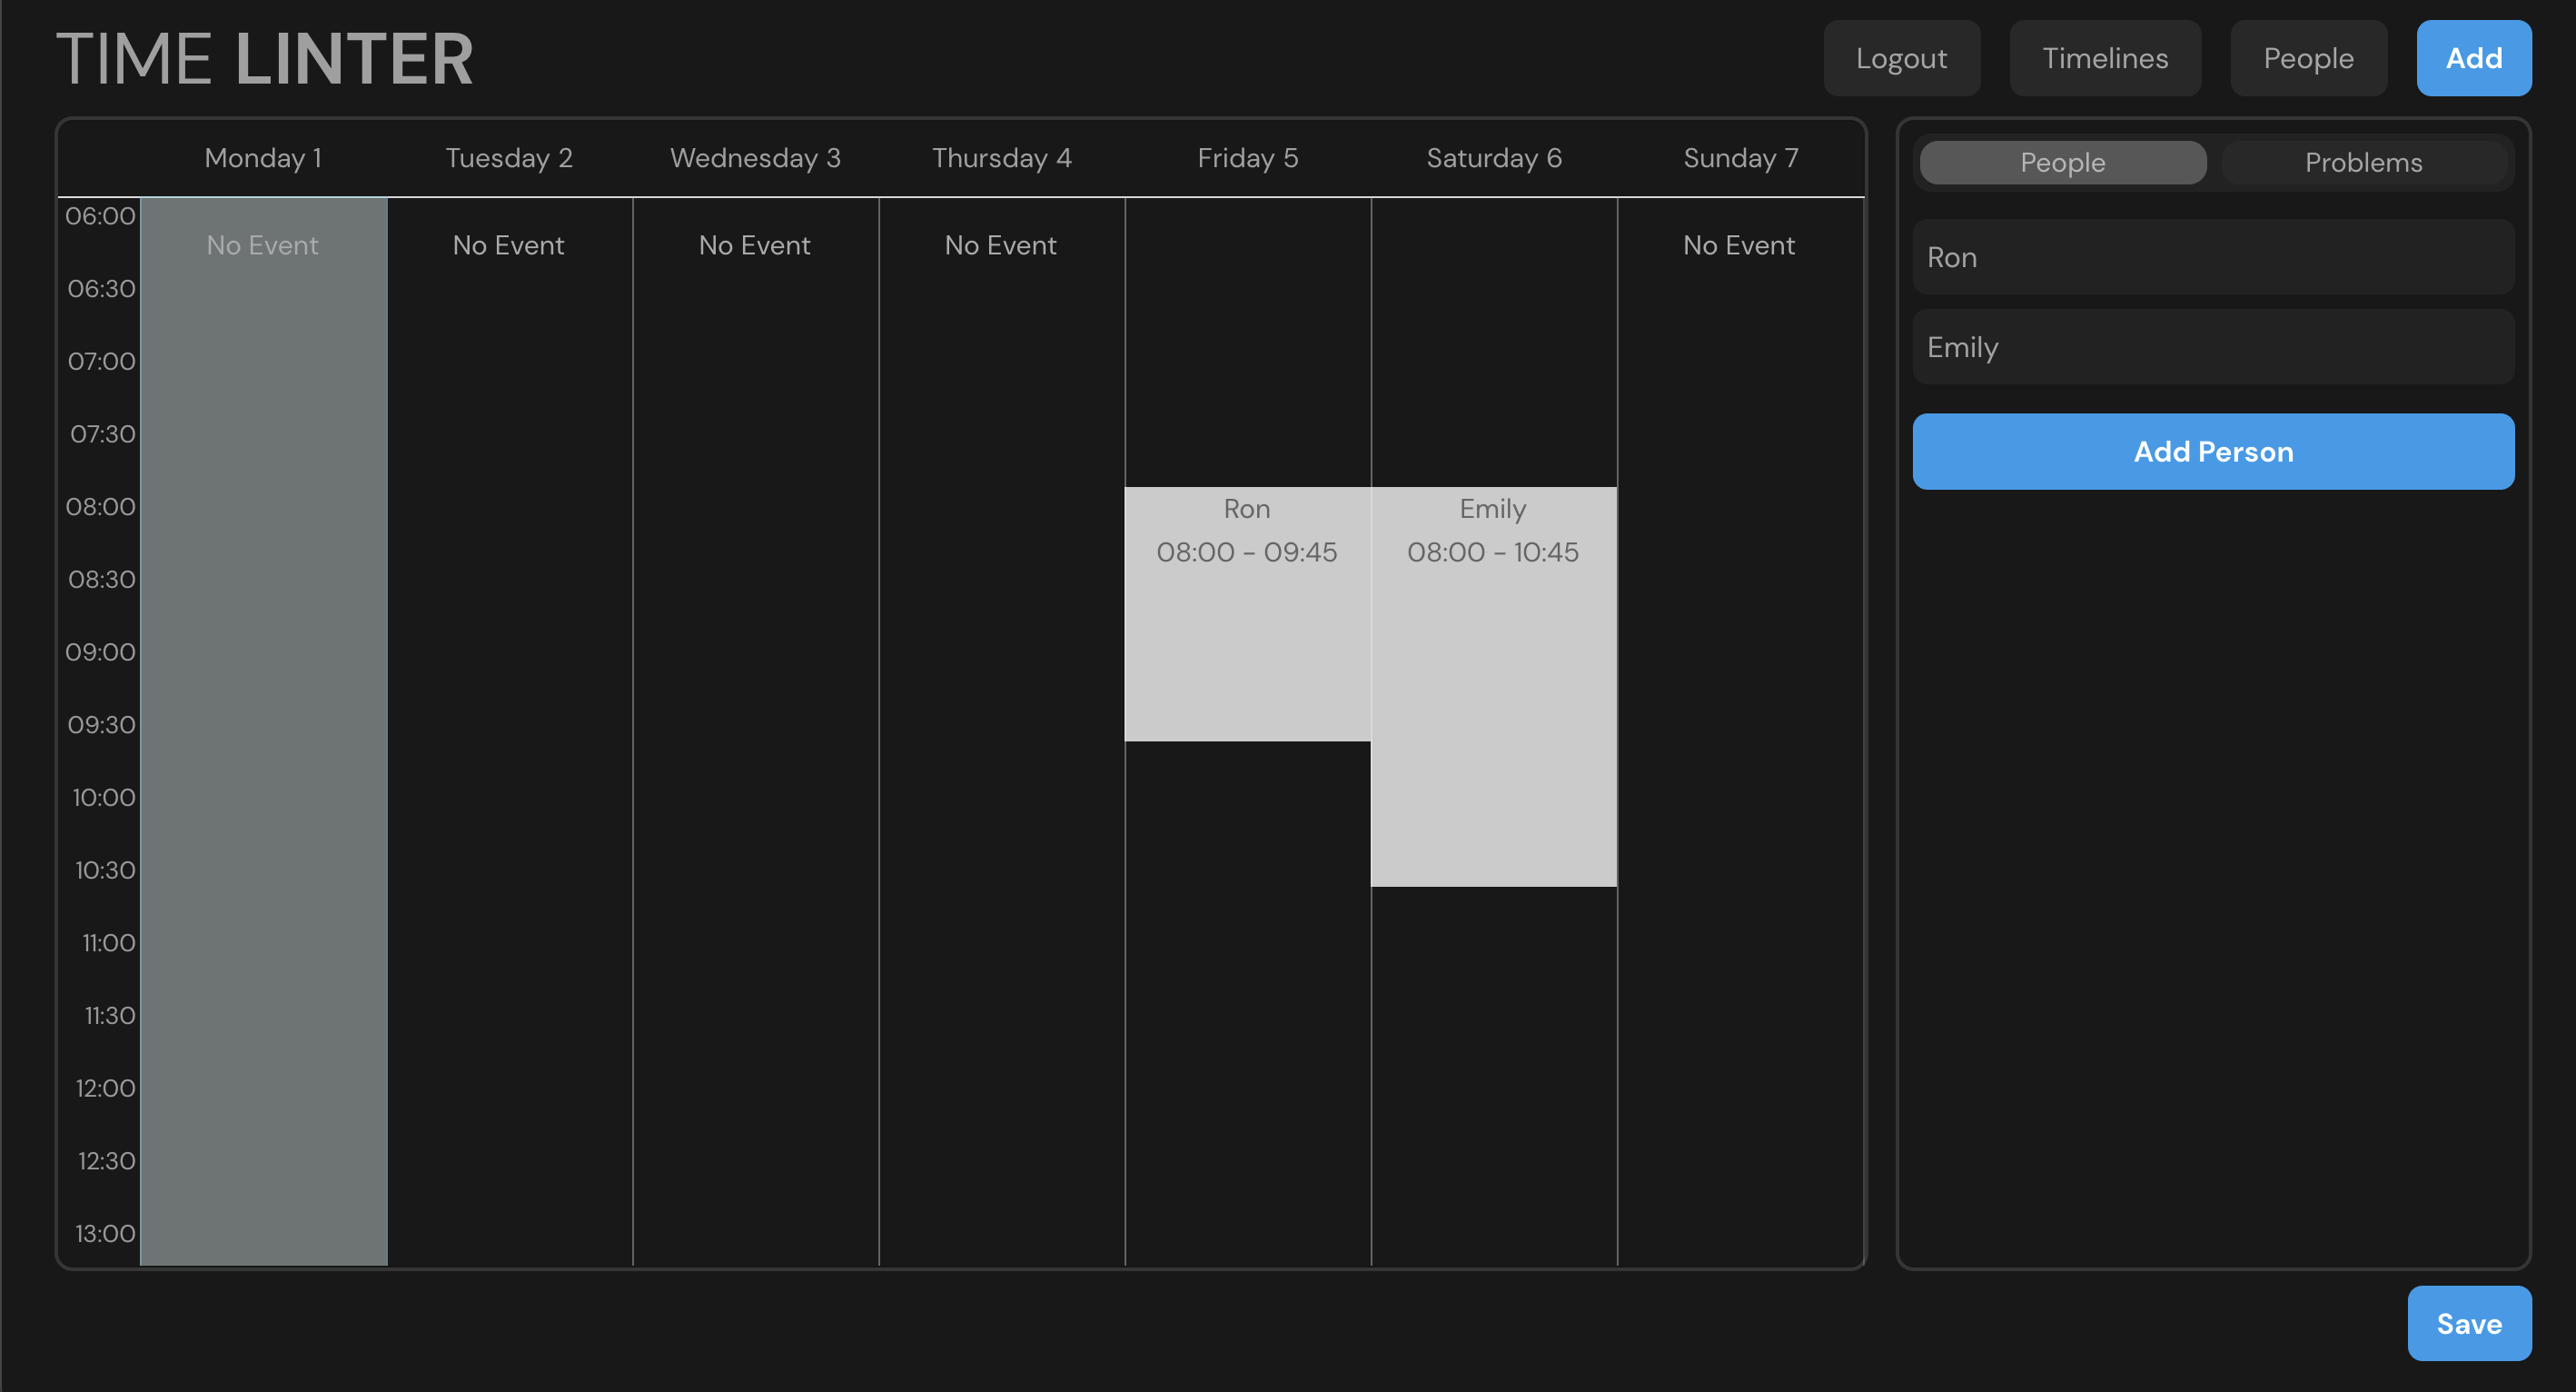 TIME LINTER
Logout
Timelines
People
Add
Monday 1
Tuesday 2
Wednesday 3
Thursday 4
Friday 5
Saturday 6
Sunday 7
06:00
06:30
07:00
07:30
08:00
08:30
09:00
09:30
10:00
10:30
11:00
11:30
12:00
12:30
13:00
No Event
No Event
No Event
No Event
Ron
08:00 - 09:45
Emily
08:00 - 10:45
No Event
People
Problems
Ron
Emily
Add Person
Save